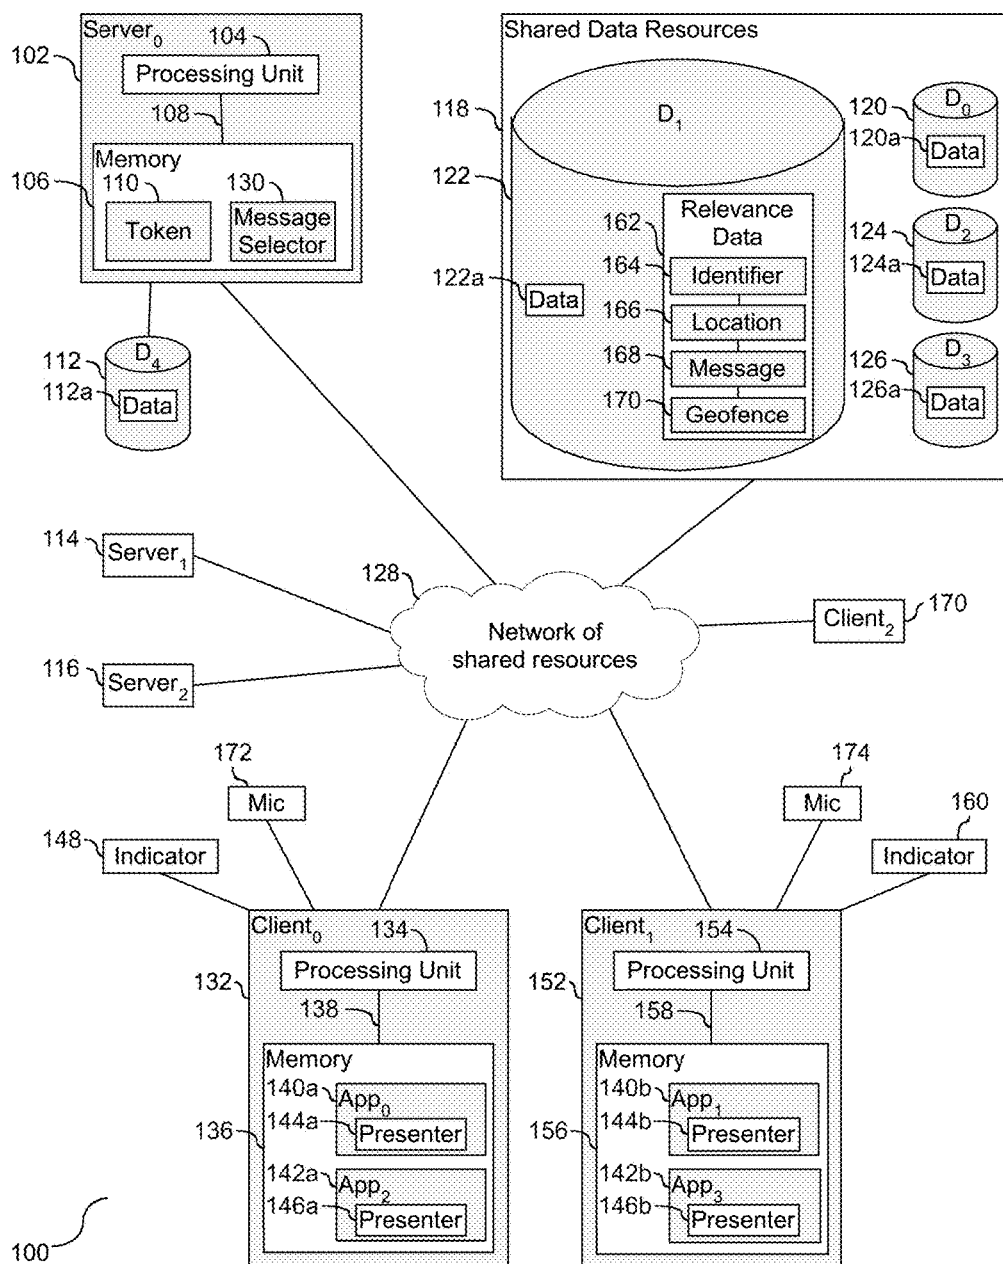 Server0
102
104
Processing Unit
108
Memory
106
110
Token
130
Message
Selector
D4
112
112a
Data
Shared Data Resources
118
D1
122
122a
Data
Relevance
Data
162
164
Identifier
166
Location
168
Message
170
Geofence
D0
120
120a
Data
D2
124
124a
Data
D3
126
126a
Data
114
Server1
116
Server2
128
Network of
shared resources
Client2
170
172
Mic
148
Indicator
174
Mic
160
Indicator
Client0
134
Processing Unit
132
138
Memory
140a
App0
144a
Presenter
136
142a
App2
146a
Presenter
Client1
154
Processing Unit
152
158
Memory
140b
App1
144b
Presenter
156
142b
App3
146b
Presenter
100